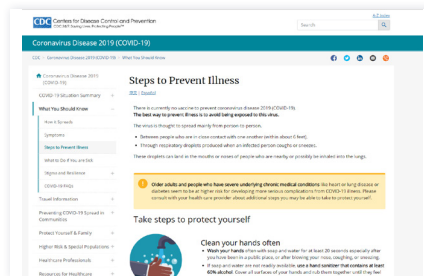 A-Z Index
CDC Centers for Disease Control and Prevention
CDC 24/7: Saving Lives, Protecting People™
Search
Coronavirus Disease 2019 (COVID-19)
CDC > Coronavirus Disease 2019 (COVID-19) > What You Should Know
Coronavirus Disease 2019
(COVID-19)
COVID-19 Situation Summary +
What You Should Know −
How It Spreads
Symptoms
Steps to Prevent Illness
What to Do if You are Sick
Stigma and Resilience +
COVID-19 FAQs
Travel Information +
Preventing COVID-19 Spread in +
Communities
Protect Yourself & Family +
Higher Risk & Special Populations +
Healthcare Professionals +
Resources for Healthcare
Steps to Prevent Illness
Español
There is currently no vaccine to prevent coronavirus disease 2019 (COVID-19).
The best way to prevent illness is to avoid being exposed to this virus.
The virus is thought to spread mainly from person-to-person.
• Between people who are in close contact with one another (within about 6 feet).
• Through respiratory droplets produced when an infected person coughs or sneezes.
These droplets can land in the mouths or noses of people who are nearby or possibly be inhaled into the lungs.
Older adults and people who have severe underlying chronic medical conditions like heart or lung disease or
diabetes seem to be at higher risk for developing more serious complications from COVID-19 illness. Please
consult with your health care provider about additional steps you may be able to take to protect yourself.
Take steps to protect yourself
Clean your hands often
• Wash your hands often with soap and water for at least 20 seconds especially after
you have been in a public place, or after blowing your nose, coughing, or sneezing.
• If soap and water are not readily available, use a hand sanitizer that contains at least
60% alcohol. Cover all surfaces of your hands and rub them together until they feel